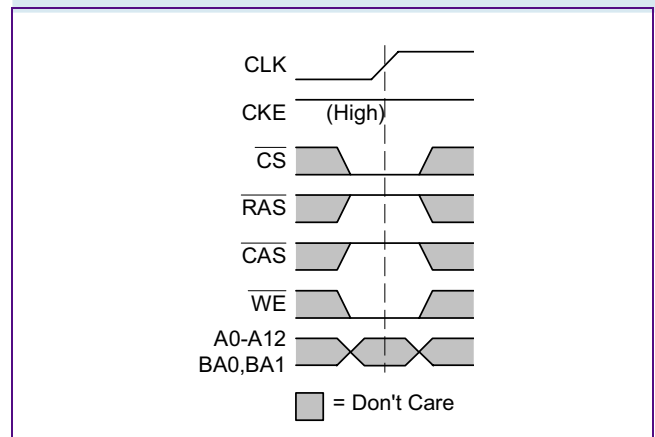 CLK
CKE (High)
CS
RAS
CAS
WE
A0-A12
BA0,BA1
= Don't Care